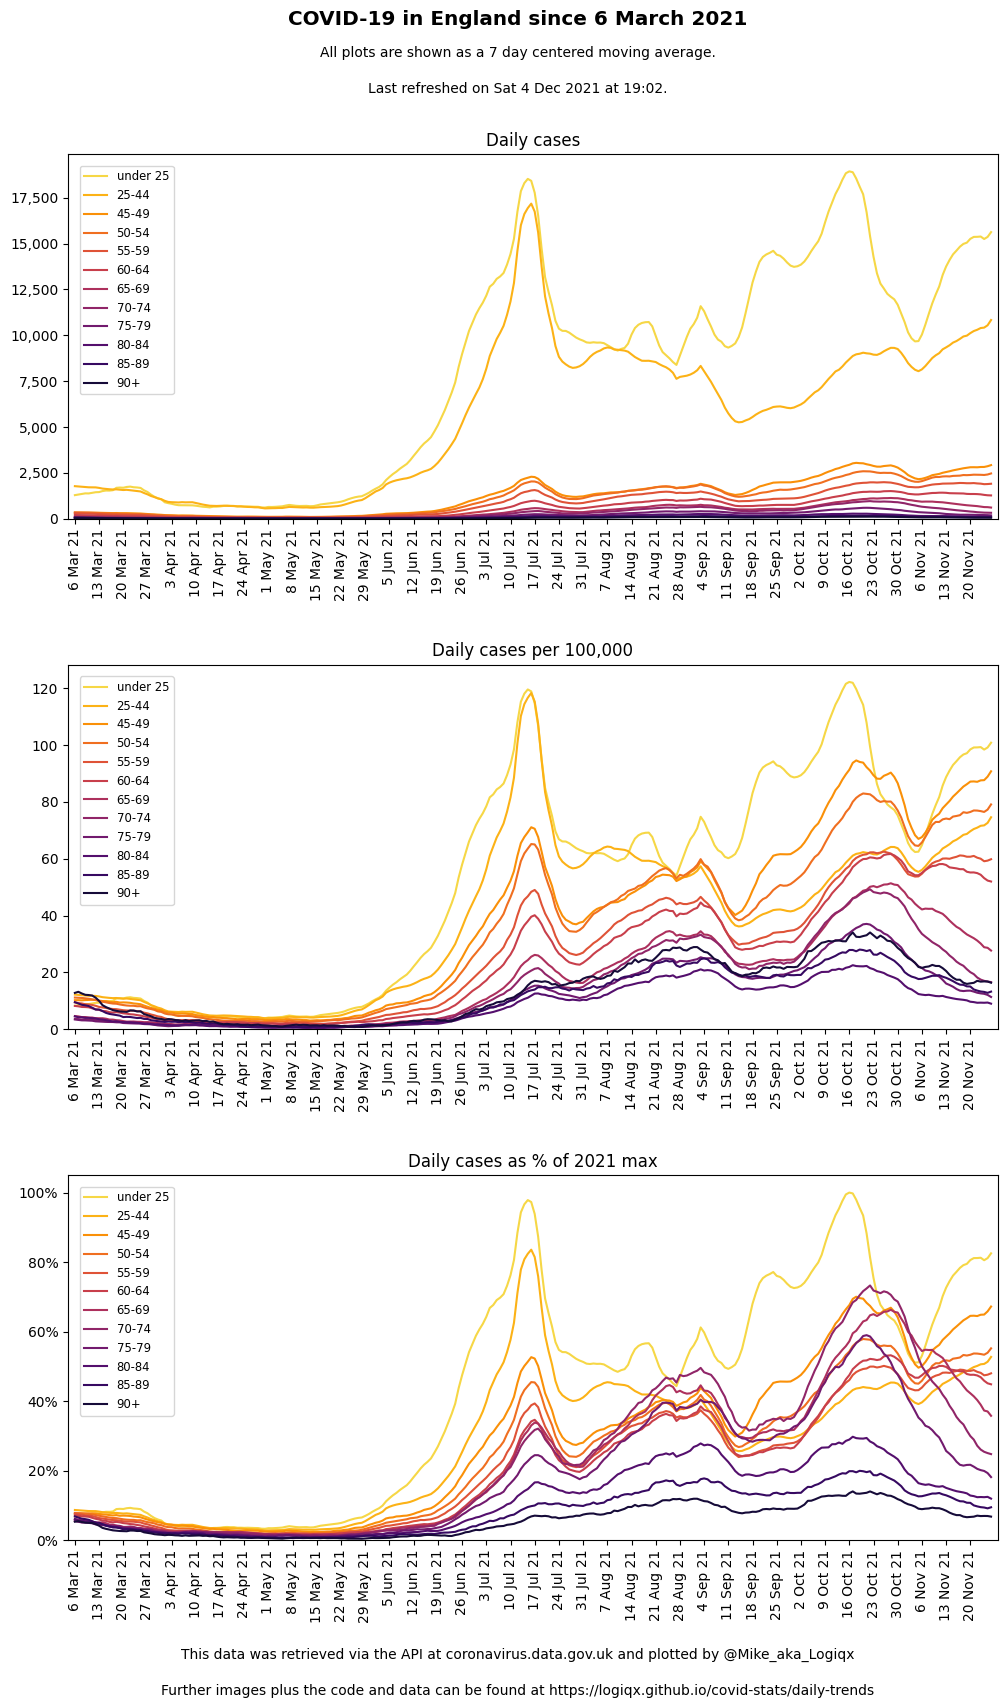 COVID-19 in England since 6 March 2021
All plots are shown as a 7 day centered moving average.
Last refreshed on Sat 4 Dec 2021 at 19:02.
Daily cases
under 25
25-44
45-49
50-54
55-59
60-64
65-69
70-74
75-79
80-84
85-89
90+
17,500
15,000
12,500
10,000
7,500
5,000
2,500
0
6 Mar 21
13 Mar 21
20 Mar 21
27 Mar 21
3 Apr 21
10 Apr 21
17 Apr 21
24 Apr 21
1 May 21
8 May 21
15 May 21
22 May 21
29 May 21
5 Jun 21
12 Jun 21
19 Jun 21
26 Jun 21
3 Jul 21
10 Jul 21
17 Jul 21
24 Jul 21
31 Jul 21
7 Aug 21
14 Aug 21
21 Aug 21
28 Aug 21
4 Sep 21
11 Sep 21
18 Sep 21
25 Sep 21
2 Oct 21
9 Oct 21
16 Oct 21
23 Oct 21
30 Oct 21
6 Nov 21
13 Nov 21
20 Nov 21
Daily cases per 100,000
under 25
25-44
45-49
50-54
55-59
60-64
65-69
70-74
75-79
80-84
85-89
90+
120
100
80
60
40
20
0
6 Mar 21
13 Mar 21
20 Mar 21
27 Mar 21
3 Apr 21
10 Apr 21
17 Apr 21
24 Apr 21
1 May 21
8 May 21
15 May 21
22 May 21
29 May 21
5 Jun 21
12 Jun 21
19 Jun 21
26 Jun 21
3 Jul 21
10 Jul 21
17 Jul 21
24 Jul 21
31 Jul 21
7 Aug 21
14 Aug 21
21 Aug 21
28 Aug 21
4 Sep 21
11 Sep 21
18 Sep 21
25 Sep 21
2 Oct 21
9 Oct 21
16 Oct 21
23 Oct 21
30 Oct 21
6 Nov 21
13 Nov 21
20 Nov 21
Daily cases as % of 2021 max
under 25
25-44
45-49
50-54
55-59
60-64
65-69
70-74
75-79
80-84
85-89
90+
100%
80%
60%
40%
20%
0%
6 Mar 21
13 Mar 21
20 Mar 21
27 Mar 21
3 Apr 21
10 Apr 21
17 Apr 21
24 Apr 21
1 May 21
8 May 21
15 May 21
22 May 21
29 May 21
5 Jun 21
12 Jun 21
19 Jun 21
26 Jun 21
3 Jul 21
10 Jul 21
17 Jul 21
24 Jul 21
31 Jul 21
7 Aug 21
14 Aug 21
21 Aug 21
28 Aug 21
4 Sep 21
11 Sep 21
18 Sep 21
25 Sep 21
2 Oct 21
9 Oct 21
16 Oct 21
23 Oct 21
30 Oct 21
6 Nov 21
13 Nov 21
20 Nov 21
This data was retrieved via the API at coronavirus.data.gov.uk and plotted by @Mike_aka_Logiqx
Further images plus the code and data can be found at https://logiqx.github.io/covid-stats/daily-trends